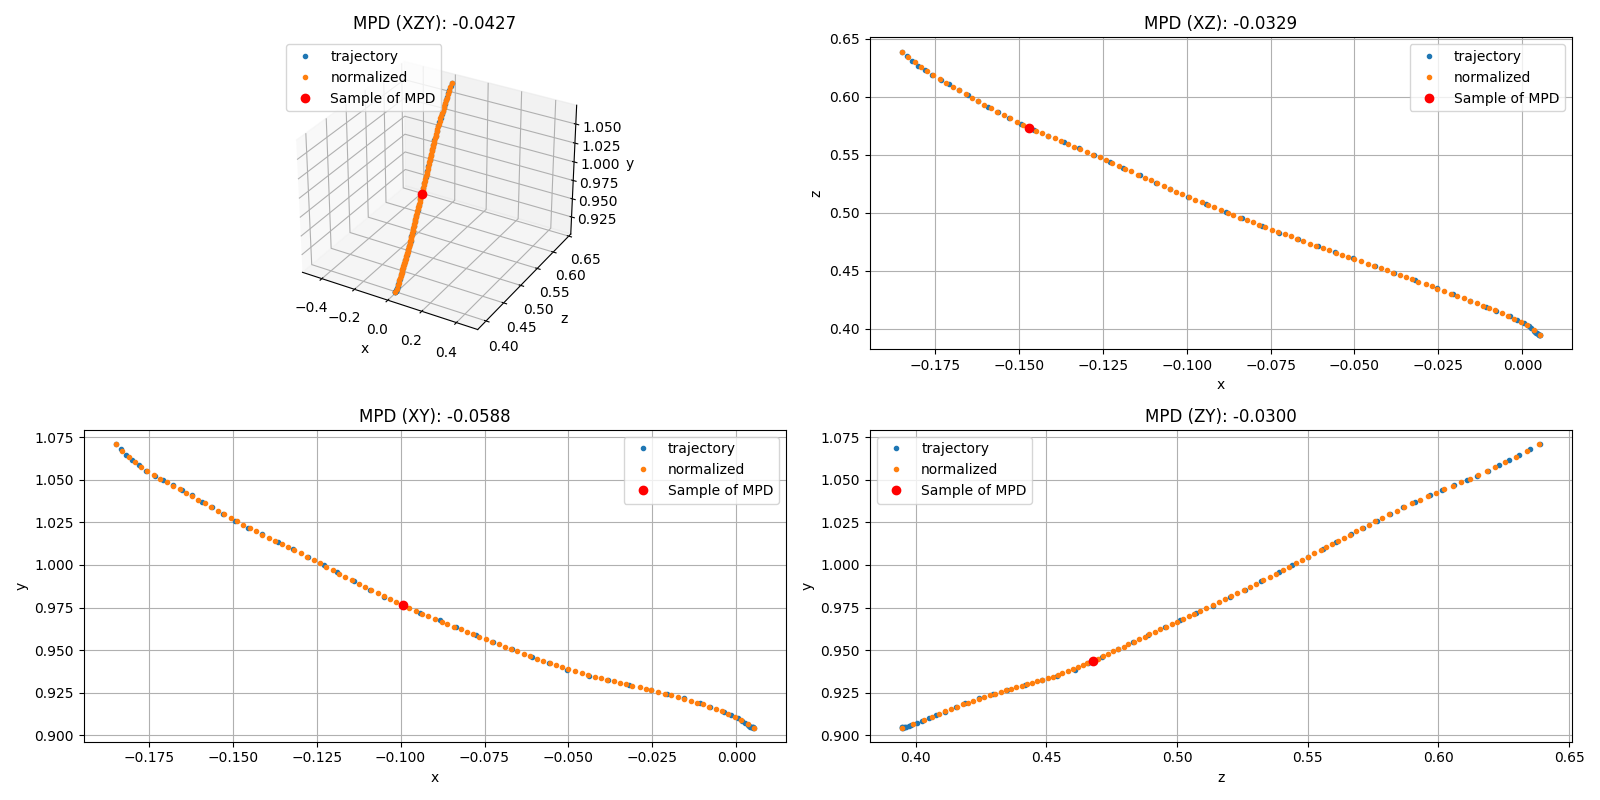 MPD (XZY): -0.0427
trajectory
normalized
Sample of MPD
1.050
1.025
1.000
0.975
0.950
0.925
y
0.65
0.60
0.55
0.50
0.45
0.40
z
−0.4
−0.2
0.0
0.2
0.4
x
MPD (XZ): -0.0329
trajectory
normalized
Sample of MPD
0.65
0.60
0.55
0.50
0.45
0.40
z
−0.175 −0.150 −0.125 −0.100 −0.075 −0.050 −0.025 0.000
x
MPD (XY): -0.0588
trajectory
normalized
Sample of MPD
1.075
1.050
1.025
1.000
0.975
0.950
0.925
0.900
y
−0.175 −0.150 −0.125 −0.100 −0.075 −0.050 −0.025 0.000
x
MPD (ZY): -0.0300
trajectory
normalized
Sample of MPD
1.075
1.050
1.025
1.000
0.975
0.950
0.925
0.900
y
0.40 0.45 0.50 0.55 0.60 0.65
z